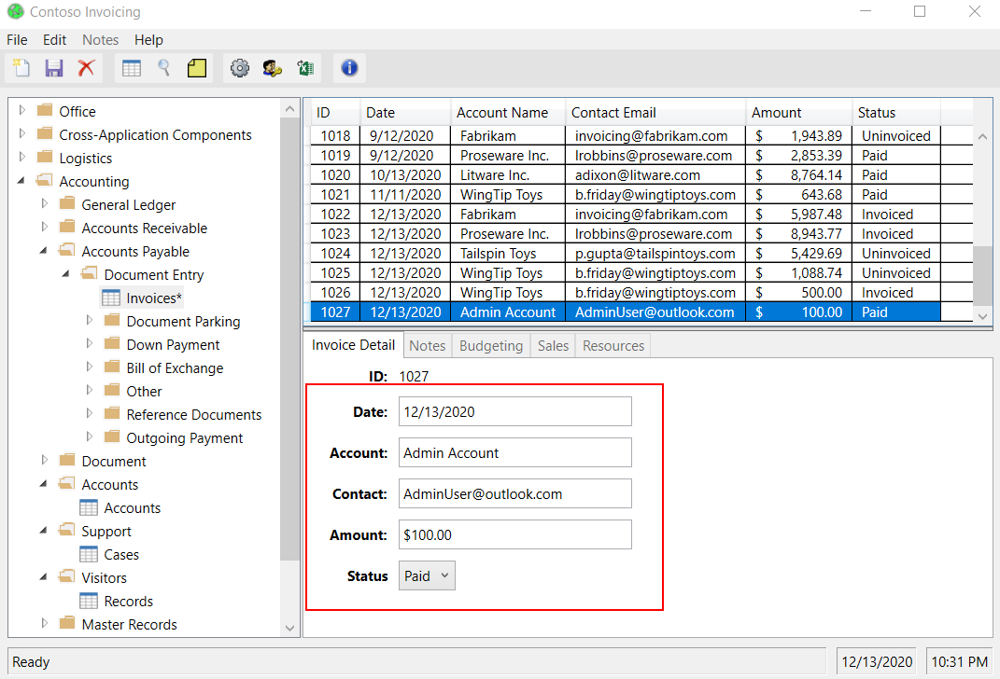 Contoso Invoicing
File Edit Notes Help
Office
Cross-Application Components
Logistics
Accounting
General Ledger
Accounts Receivable
Accounts Payable
Document Entry
Invoices*
Document Parking
Down Payment
Bill of Exchange
Other
Reference Documents
Outgoing Payment
Document
Accounts
Accounts
Support
Cases
Visitors
Records
Master Records
ID Date Account Name Contact Email Amount Status
1018 9/12/2020 Fabrikam invoicing@fabrikam.com $ 1,943.89 Uninvoiced
1019 9/12/2020 Proseware Inc. lrobbins@proseware.com $ 2,853.39 Paid
1020 10/13/2020 Litware Inc. adixon@litware.com $ 8,764.14 Paid
1021 11/11/2020 WingTip Toys b.friday@wingtiptoys.com $ 643.68 Paid
1022 12/13/2020 Fabrikam invoicing@fabrikam.com $ 5,987.48 Invoiced
1023 12/13/2020 Proseware Inc. lrobbins@proseware.com $ 8,943.77 Invoiced
1024 12/13/2020 Tailspin Toys p.gupta@tailspintoys.com $ 5,429.69 Uninvoiced
1025 12/13/2020 WingTip Toys b.friday@wingtiptoys.com $ 1,088.74 Uninvoiced
1026 12/13/2020 WingTip Toys b.friday@wingtiptoys.com $ 500.00 Invoiced
1027 12/13/2020 Admin Account AdminUser@outlook.com $ 100.00 Paid
Invoice Detail Notes Budgeting Sales Resources
ID: 1027
Date: 12/13/2020
Account: Admin Account
Contact: AdminUser@outlook.com
Amount: $100.00
Status Paid
Ready 12/13/2020 10:31 PM